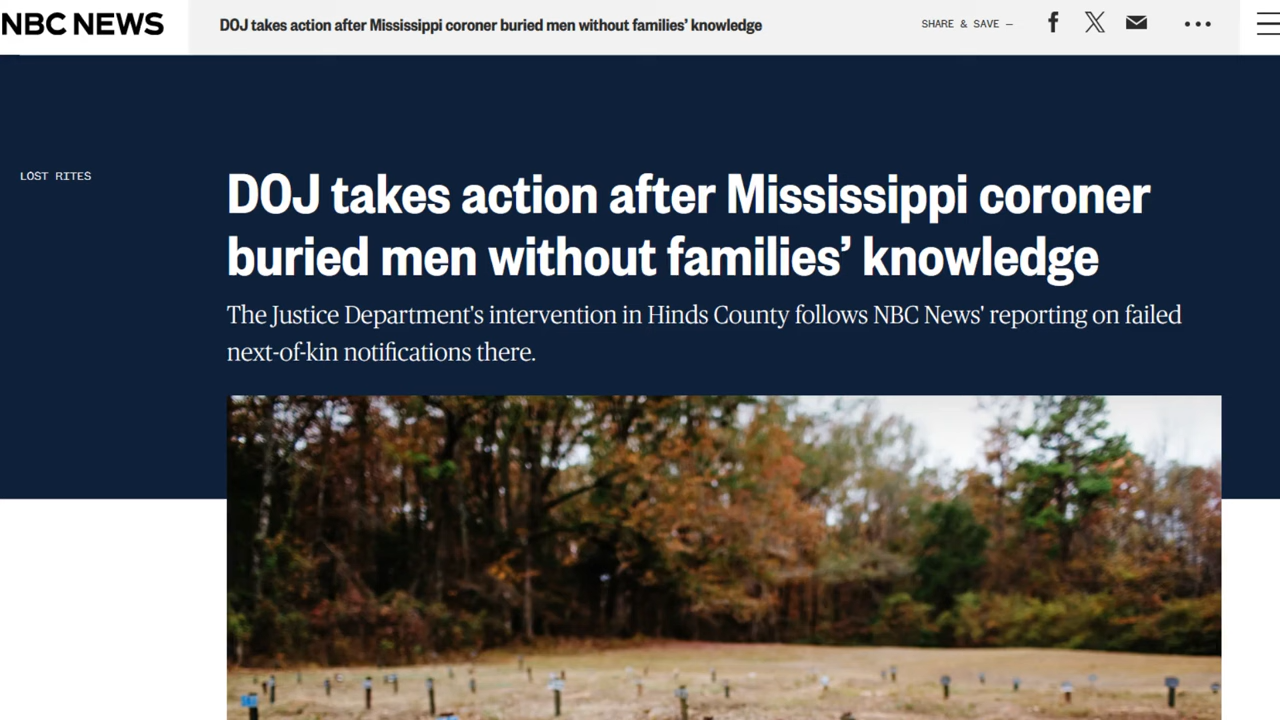 NBC NEWS
DOJ takes action after Mississippi coroner buried men without families’ knowledge
SHARE & SAVE —
LOST RITES
DOJ takes action after Mississippi coroner
buried men without families’ knowledge
The Justice Department's intervention in Hinds County follows NBC News' reporting on failed
next-of-kin notifications there.